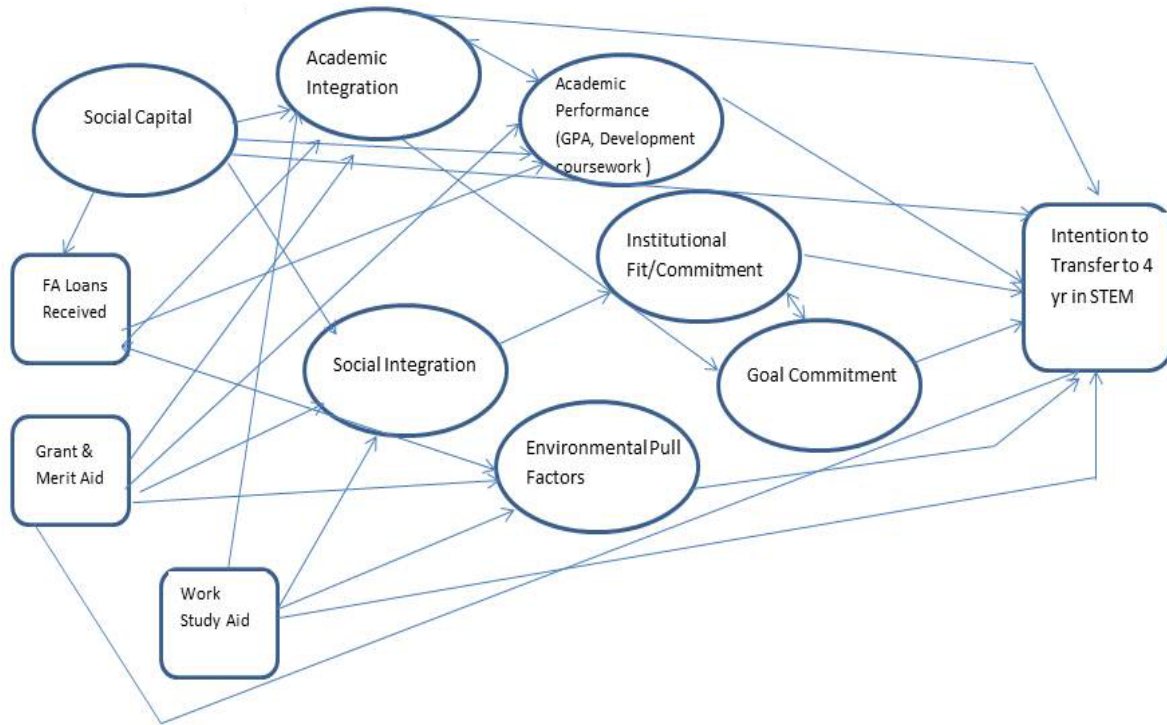 Social Capital
Academic
Integration
Academic
Performance
(GPA, Development
coursework )
FA Loans
Received
Institutional
Fit/Commitment
Intention to
Transfer to 4
yr in STEM
Social Integration
Goal Commitment
Grant &
Merit Aid
Environmental Pull
Factors
Work
Study Aid